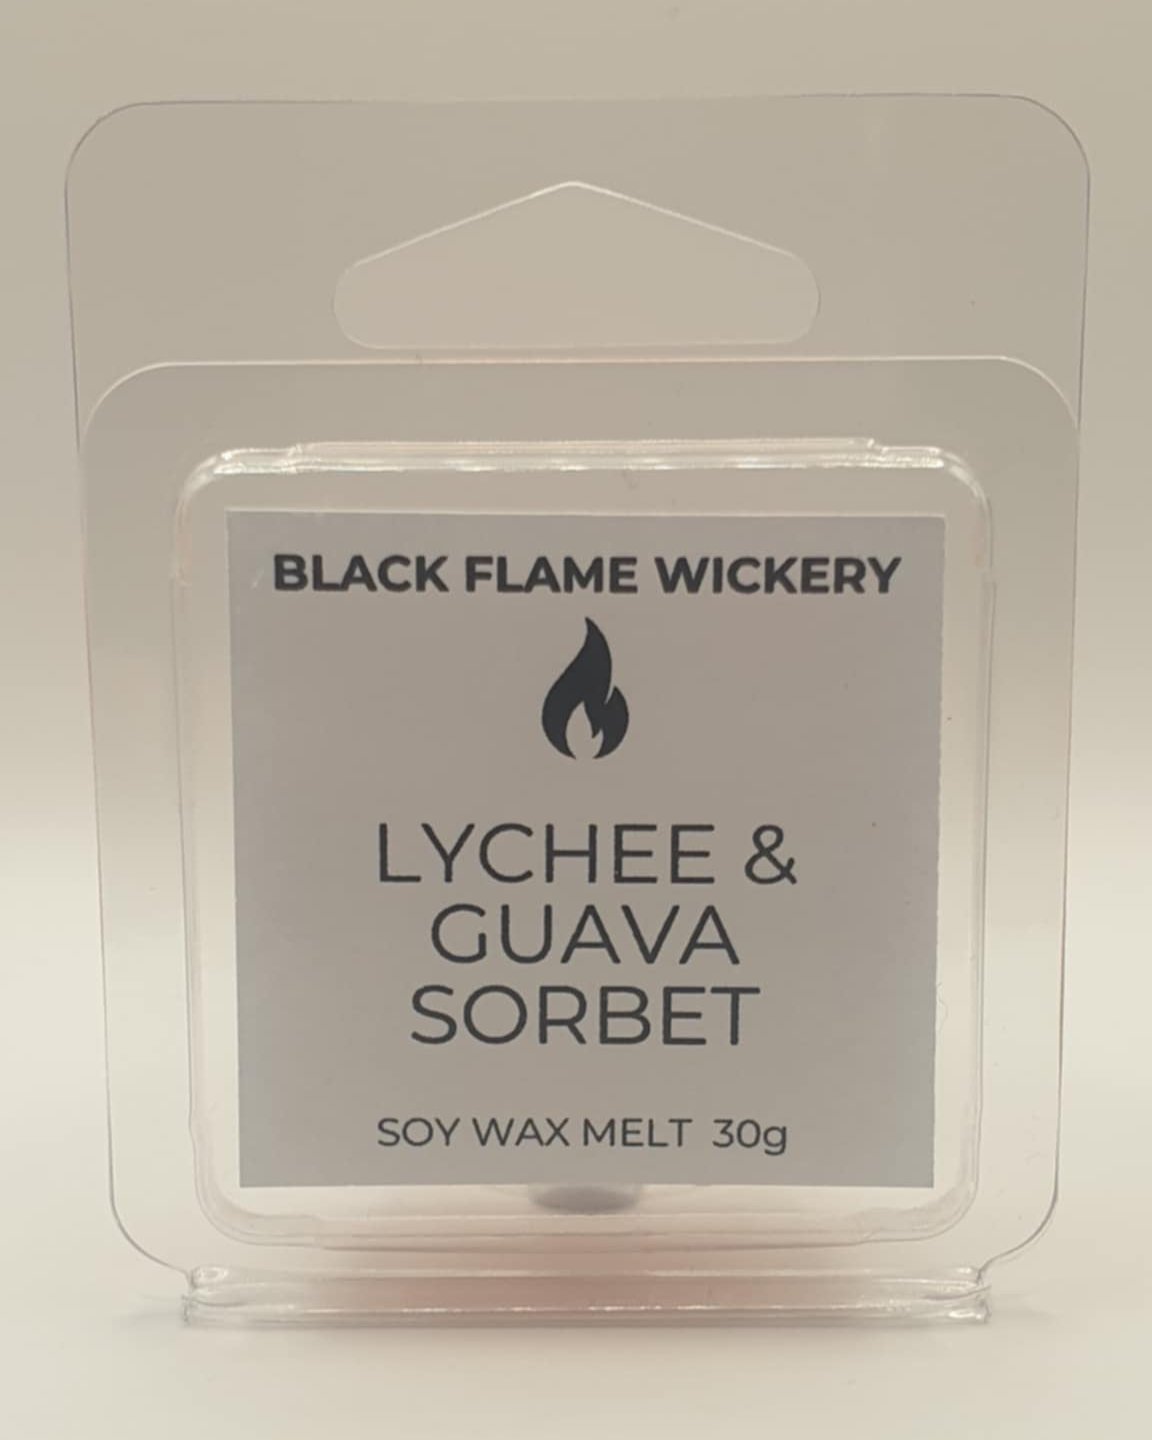 BLACK FLAME WICKERY
LYCHEE &
GUAVA
SORBET
SOY WAX MELT 30g